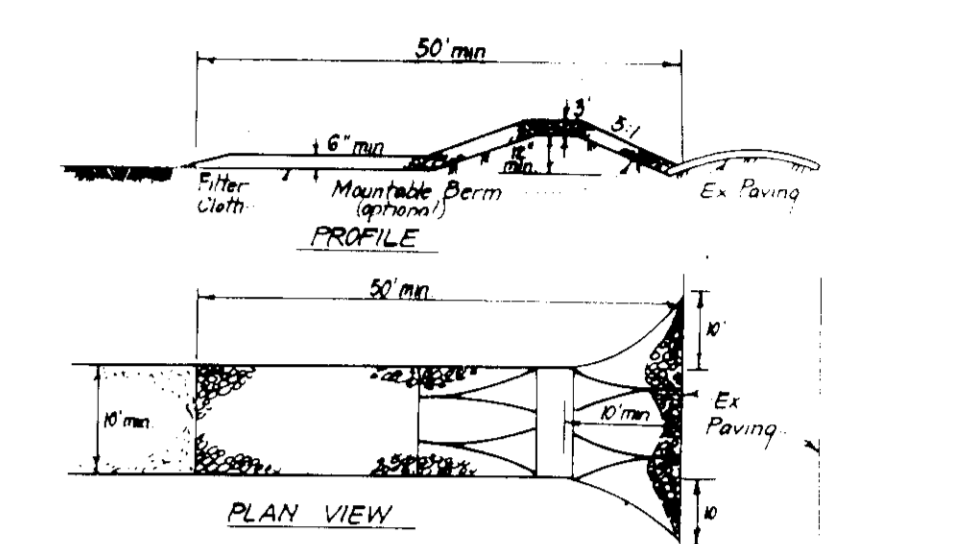 50' min
3'
5:1
6" min
12"
min.
Filter
Cloth
Mountable Berm
(optional)
Ex Paving
PROFILE
50' min
10'
10' min
10' min
Ex
Paving
10
PLAN VIEW